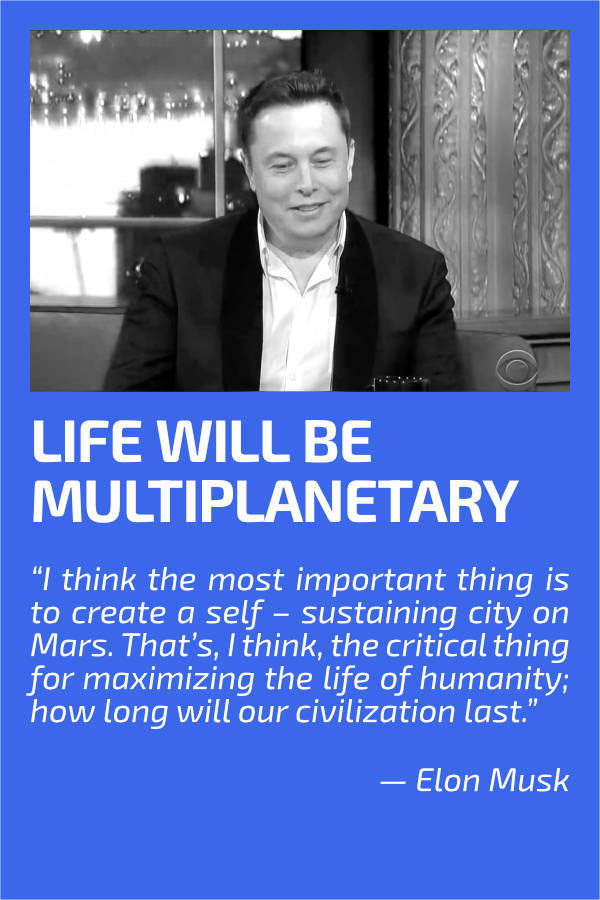 LIFE WILL BE
MULTIPLANETARY
“I think the most important thing is
to create a self – sustaining city on
Mars. That’s, I think, the critical thing
for maximizing the life of humanity;
how long will our civilization last.”
— Elon Musk